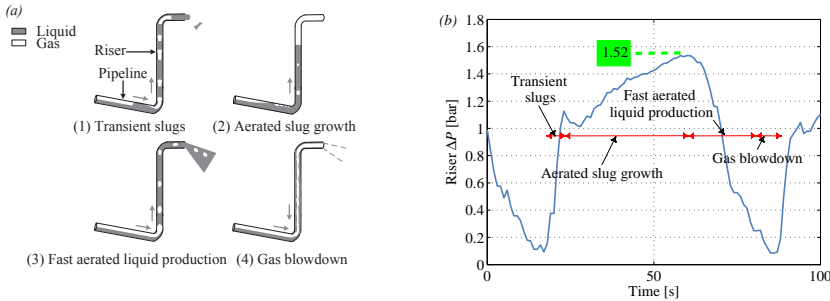 (a)
Liquid
Gas
Riser
Pipeline
(1) Transient slugs
(2) Aerated slug growth
(3) Fast aerated liquid production
(4) Gas blowdown
(b)
1.8
1.6
1.4
1.2
1
0.8
0.6
0.4
0.2
0
Riser ΔP [bar]
1.52
Transient
slugs
Fast aerated
liquid production
Aerated slug growth
Gas blowdown
0
50
100
Time [s]